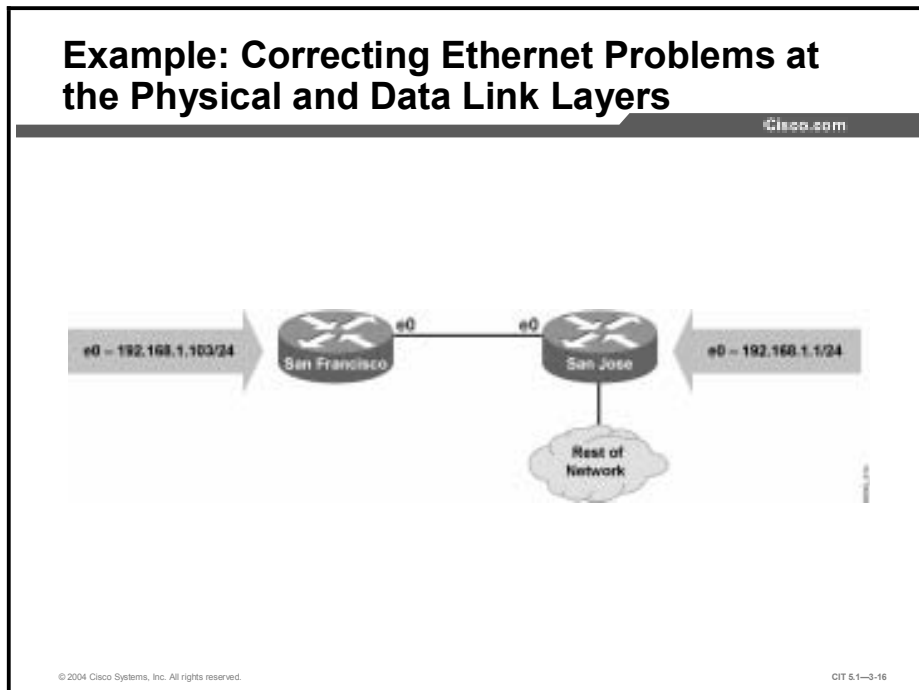 Example: Correcting Ethernet Problems at
the Physical and Data Link Layers
Cisco.com
e0 – 192.168.1.103/24
San Francisco
e0
e0
San Jose
e0 – 192.168.1.1/24
Rest of
Network
© 2004 Cisco Systems, Inc. All rights reserved.
CIT 5.1—3-16